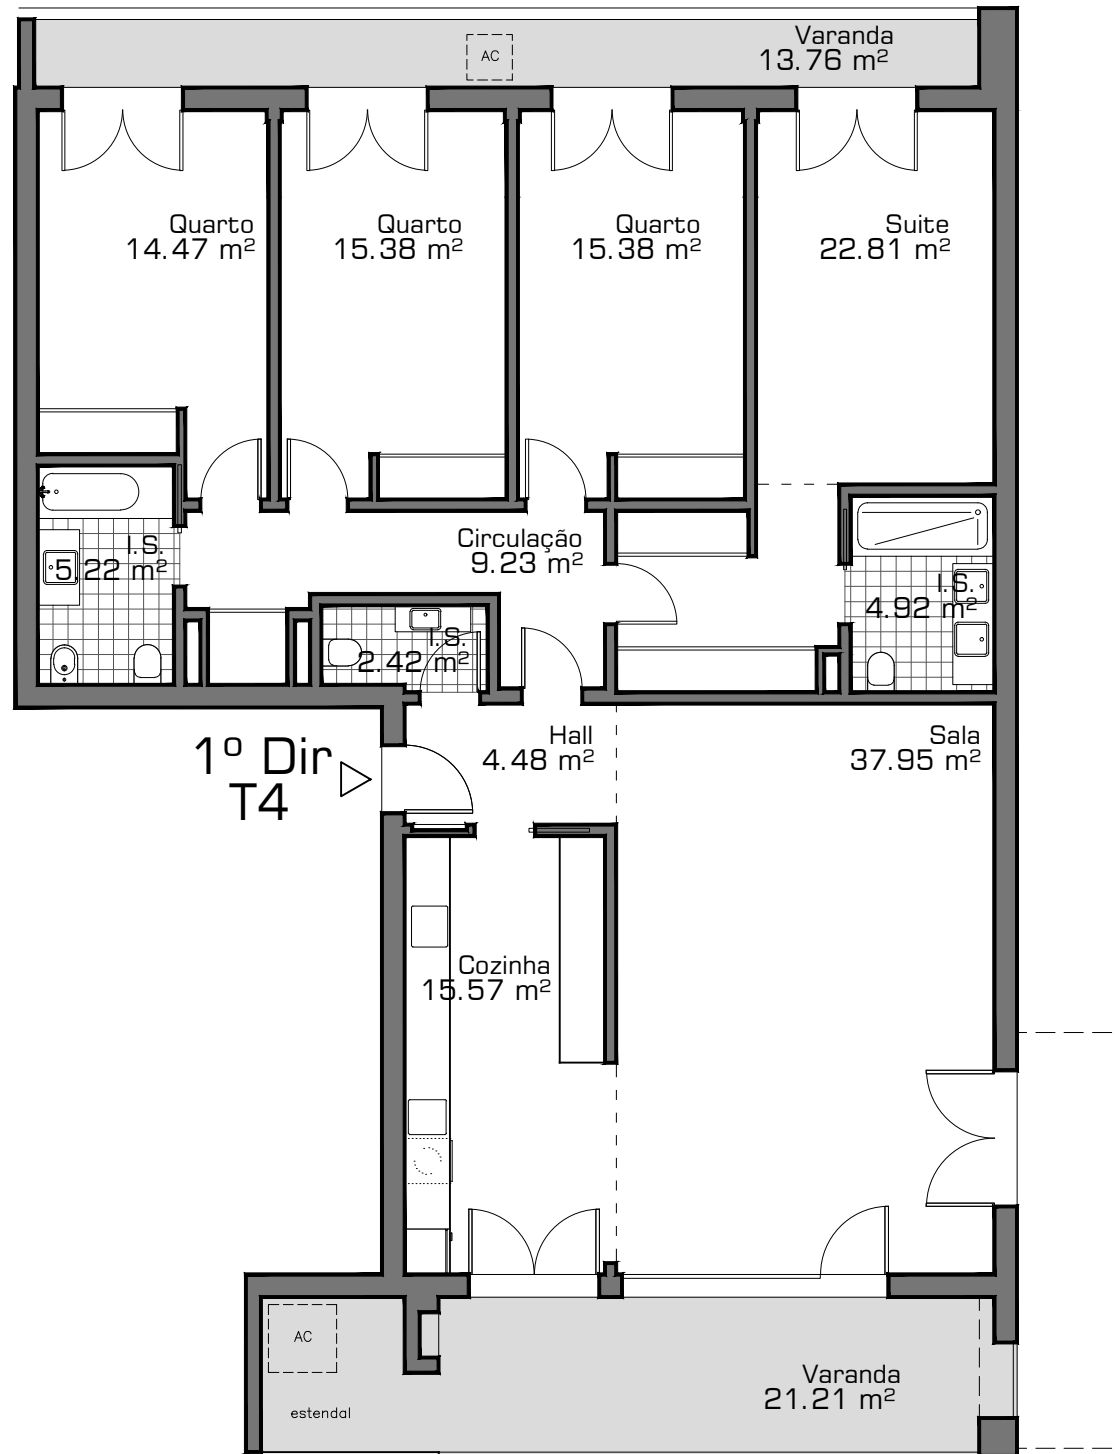 Varanda
13.76 m²
AC
Quarto
14.47 m²
Quarto
15.38 m²
Quarto
15.38 m²
Suite
22.81 m²
I.S.
5.22 m²
Circulação
9.23 m²
I.S.
4.92 m²
I.S.
2.42 m²
1º Dir
T4
Hall
4.48 m²
Sala
37.95 m²
Cozinha
15.57 m²
AC
estendal
Varanda
21.21 m²